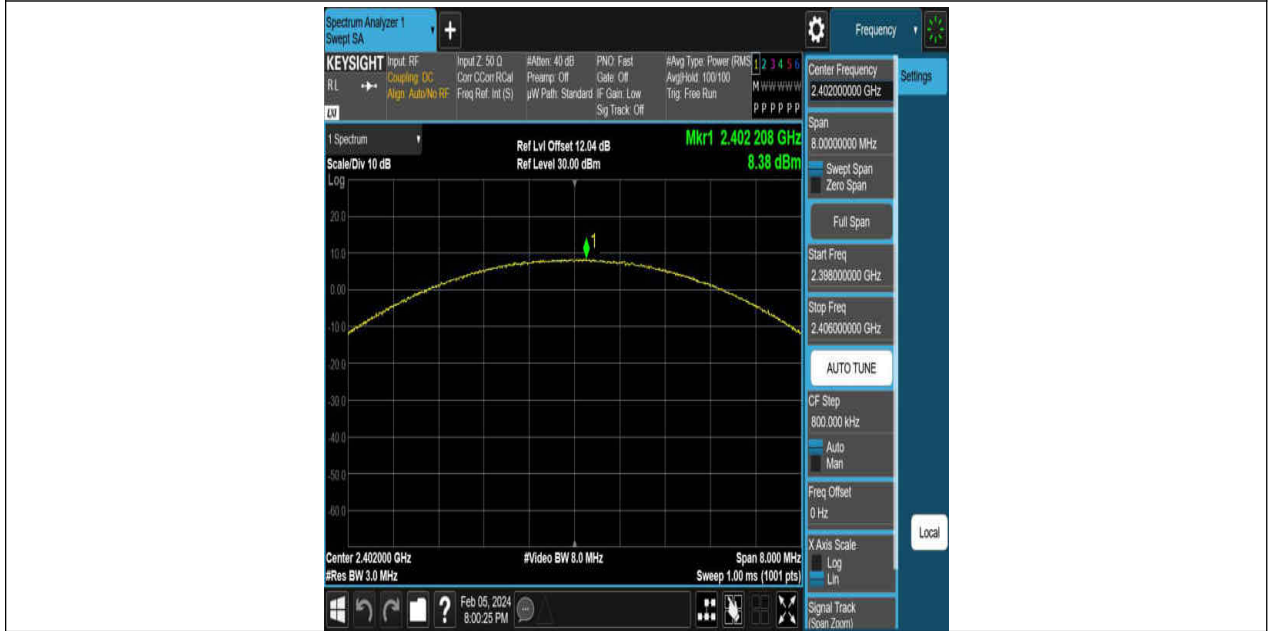 Spectrum Analyzer 1
Swept SA
+
Frequency
KEYSIGHT
RL
LXI
Input: RF
Coupling: DC
Align: Auto/No RF
Input Z: 50 Ω
Corr CCorr RCal
Freq Ref: Int (S)
#Atten: 40 dB
Preamp: Off
µW Path: Standard
PNO: Fast
Gate: Off
IF Gain: Low
Sig Track: Off
#Avg Type: Power (RMS
Avg|Hold: 100/100
Trig: Free Run
1 2 3 4 5 6
M W W W W W
P P P P P P
Center Frequency
2.402000000 GHz
Settings
Span
8.00000000 MHz
Swept Span
Zero Span
Full Span
Start Freq
2.398000000 GHz
Stop Freq
2.406000000 GHz
AUTO TUNE
CF Step
800.000 kHz
Auto
Man
Freq Offset
0 Hz
X Axis Scale
Log
Lin
Signal Track
(Span Zoom)
Local
1 Spectrum
Scale/Div 10 dB
Log
Ref Lvl Offset 12.04 dB
Ref Level 30.00 dBm
Mkr1 2.402 208 GHz
8.38 dBm
20.0
10.0
0.00
-10.0
-20.0
-30.0
-40.0
-50.0
-60.0
1
Center 2.402000 GHz
#Res BW 3.0 MHz
#Video BW 8.0 MHz
Span 8.000 MHz
Sweep 1.00 ms (1001 pts)
?
Feb 05, 2024
8:00:25 PM